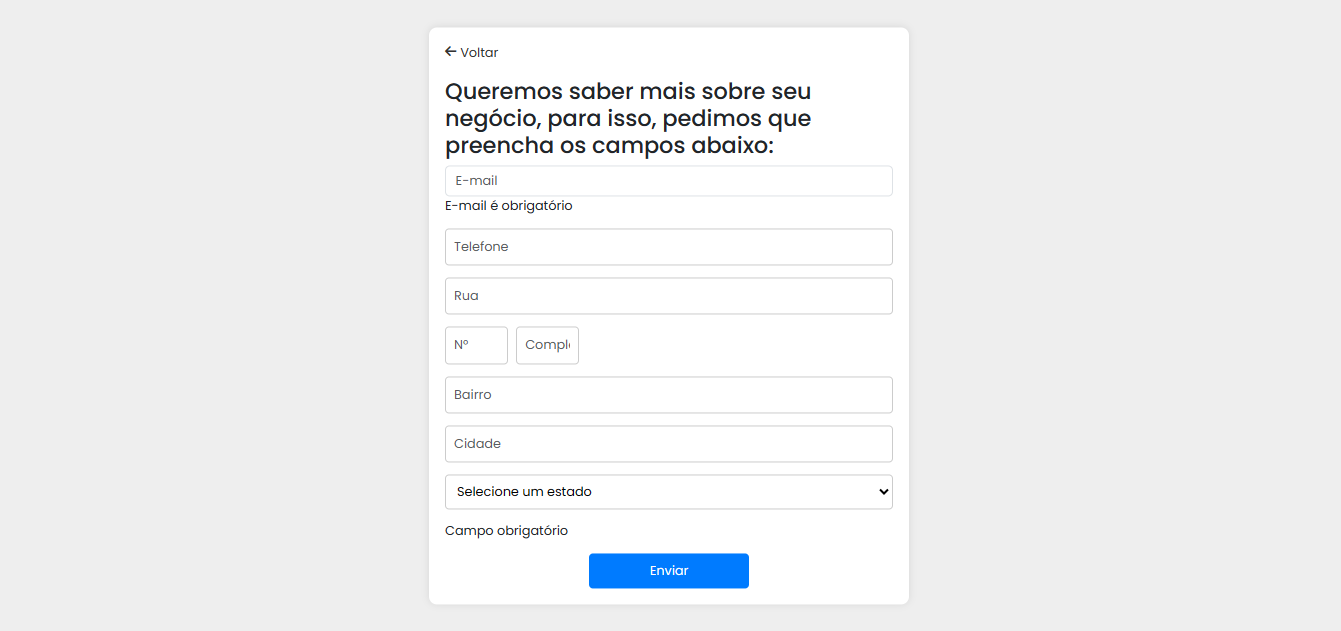 Voltar
Queremos saber mais sobre seu
negócio, para isso, pedimos que
preencha os campos abaixo:
E-mail
E-mail é obrigatório
Telefone
Rua
Nº
Comple
Bairro
Cidade
Selecione um estado
Campo obrigatório
Enviar